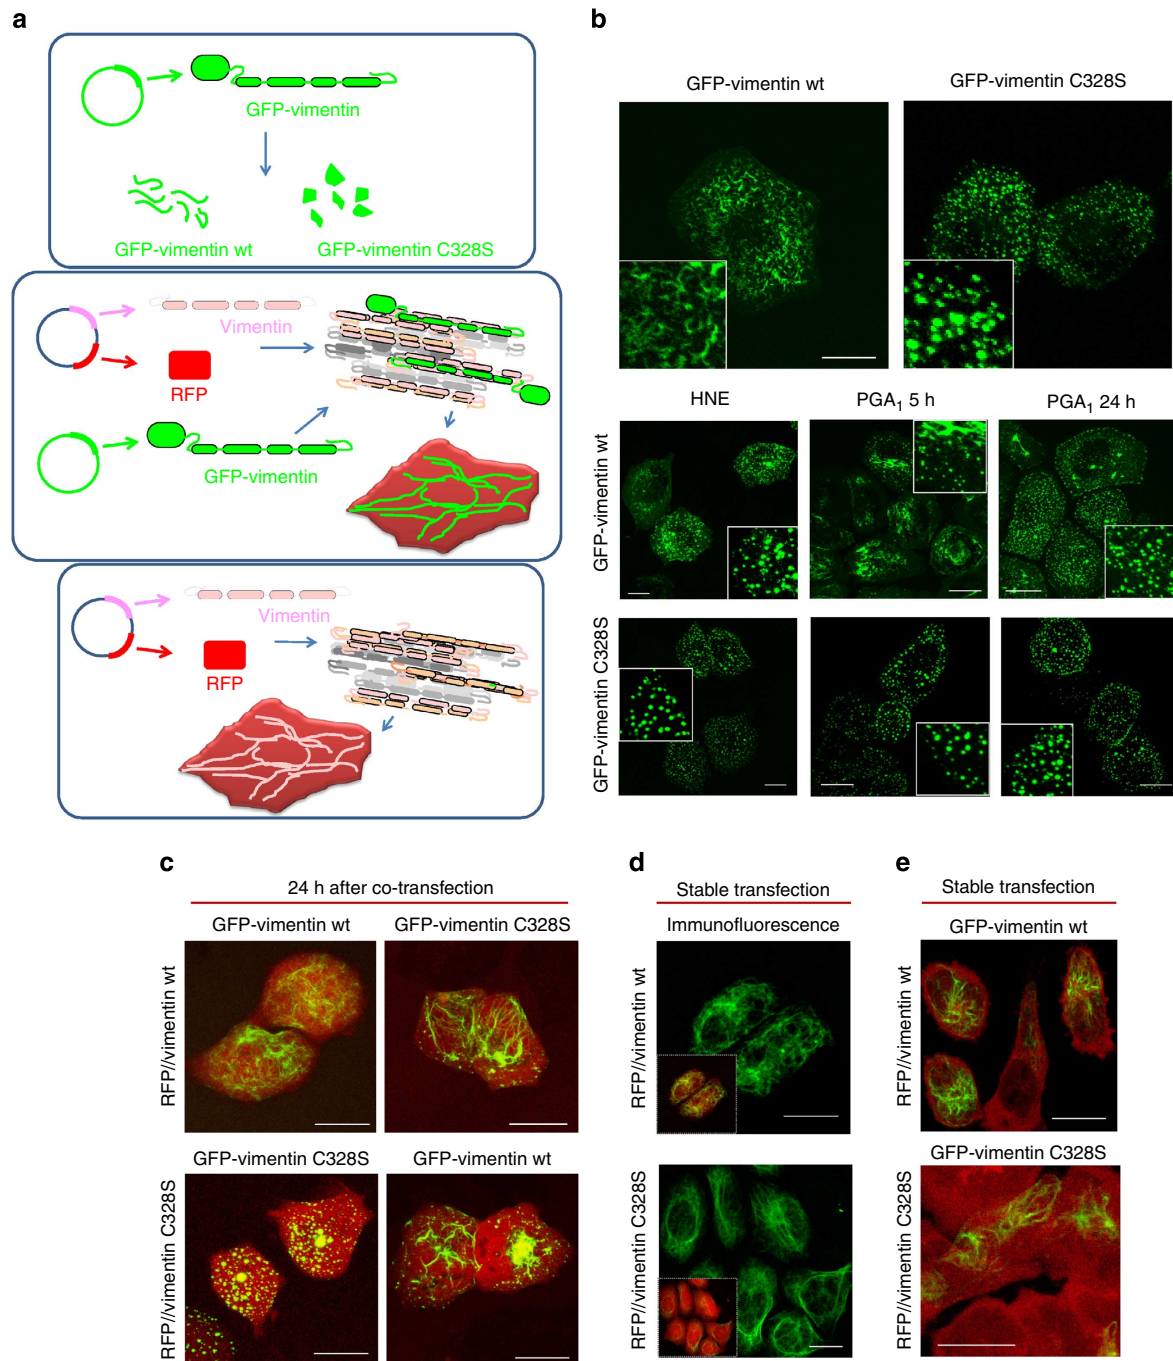 a
GFP-vimentin
GFP-vimentin wt
GFP-vimentin C328S
Vimentin
RFP
GFP-vimentin
Vimentin
RFP
b
GFP-vimentin wt
GFP-vimentin C328S
HNE
PGA1 5 h
PGA1 24 h
GFP-vimentin wt
GFP-vimentin C328S
c
24 h after co-transfection
GFP-vimentin wt
GFP-vimentin C328S
RFP//vimentin wt
GFP-vimentin C328S
GFP-vimentin wt
RFP//vimentin C328S
d
Stable transfection
Immunofluorescence
RFP//vimentin wt
RFP//vimentin C328S
e
Stable transfection
GFP-vimentin wt
RFP//vimentin wt
GFP-vimentin C328S
RFP//vimentin C328S